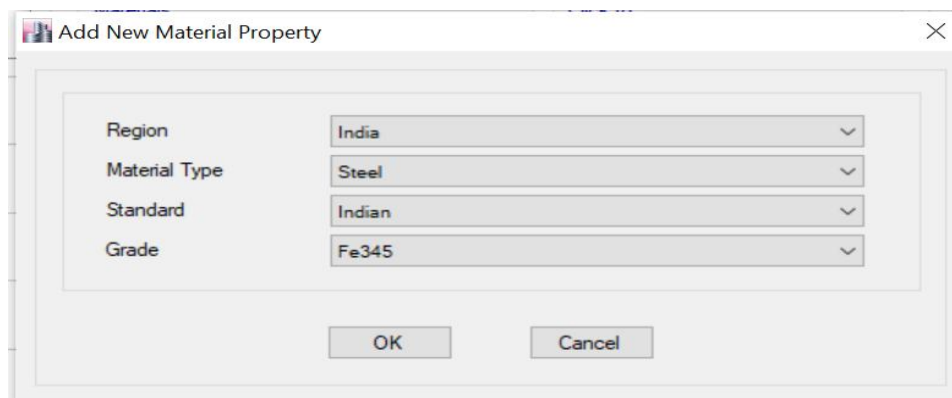 Add New Material Property
Region India
Material Type Steel
Standard Indian
Grade Fe345
OK Cancel